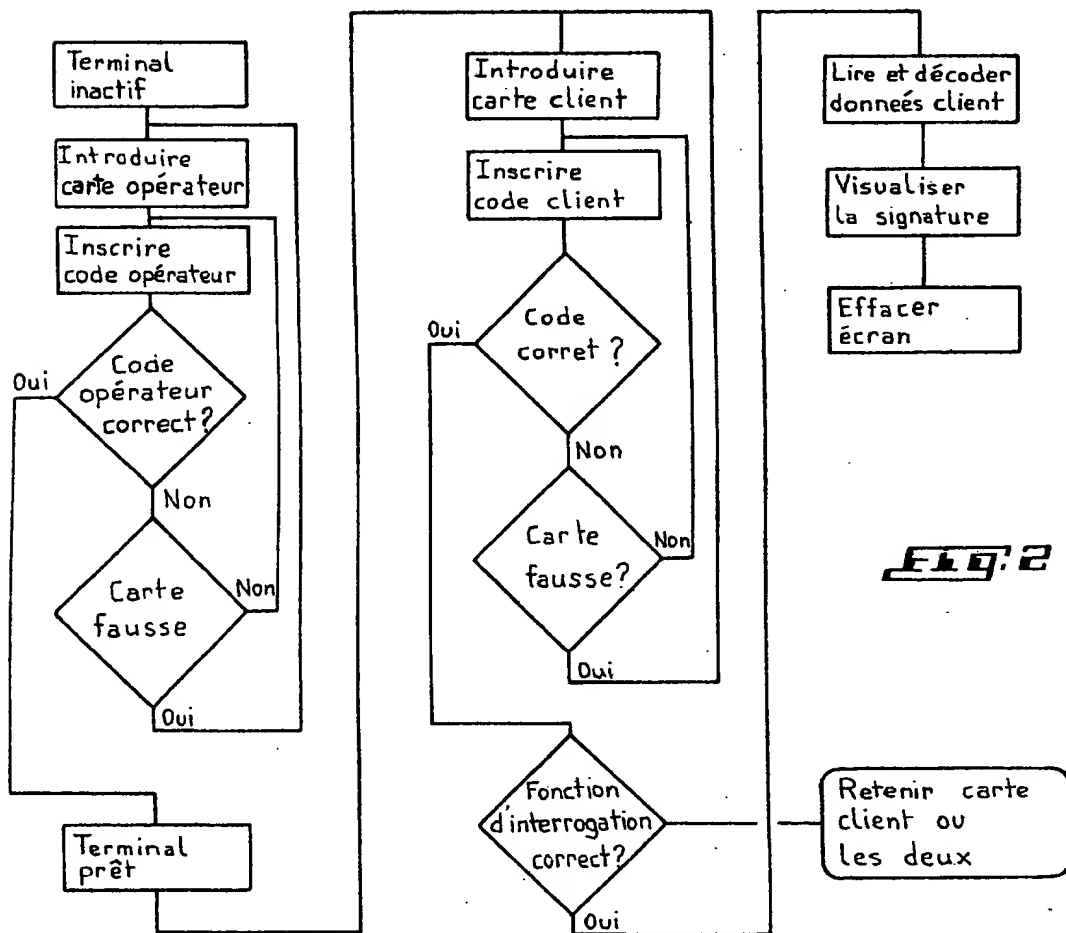 Terminal
inactif
Introduire
carte opérateur
Inscrire
code opérateur
Code
opérateur
correct?
Oui
Non
Carte
fausse
Non
Oui
Terminal
prêt
Introduire
carte client
Inscrire
code client
Code
corret ?
Oui
Non
Carte
fausse?
Non
Oui
Fonction
d'interrogation
correct?
Oui
Lire et décoder
donneés client
Visualiser
la signature
Effacer
écran
Fig. 2
Retenir carte
client ou
les deux